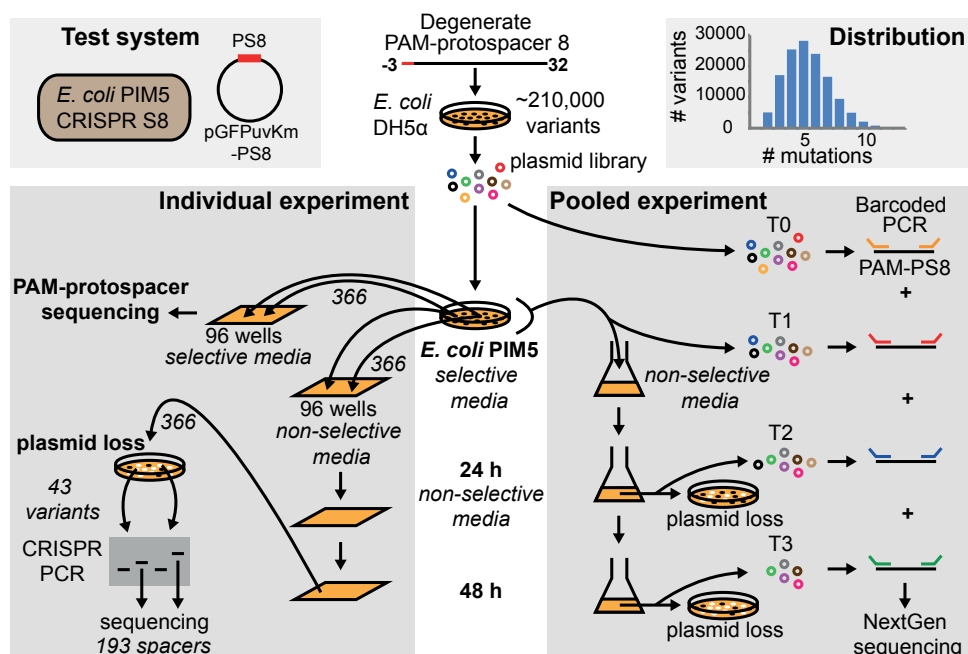 Test system
PS8
E. coli PIM5
CRISPR S8
pGFPuvKm
-PS8
Degenerate
PAM-protospacer 8
-3
32
E. coli
DH5α
~210,000
variants
plasmid library
Distribution
# variants
30000
20000
10000
0
5
10
# mutations
Individual experiment
PAM-protospacer
sequencing
366
96 wells
selective media
366
96 wells
non-selective
media
E. coli PIM5
selective
media
plasmid loss
366
43
variants
CRISPR
PCR
sequencing
193 spacers
24 h
non-selective
media
48 h
Pooled experiment
T0
Barcoded
PCR
PAM-PS8
+
T1
non-selective
media
+
T2
plasmid loss
+
T3
plasmid loss
NextGen
sequencing